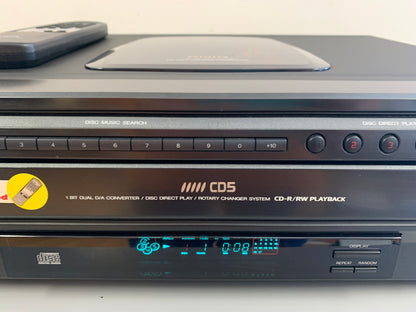 DISC MUSIC SEARCH
DISC DIRECT PLAY
3 4 5 6 7 8 9 0 +10
2 3
CD5
1 BIT DUAL D/A CONVERTER / DISC DIRECT PLAY / ROTARY CHANGER SYSTEM CD-R/RW PLAYBACK
1 0:08
DISPLAY
disc
REPEAT RANDOM